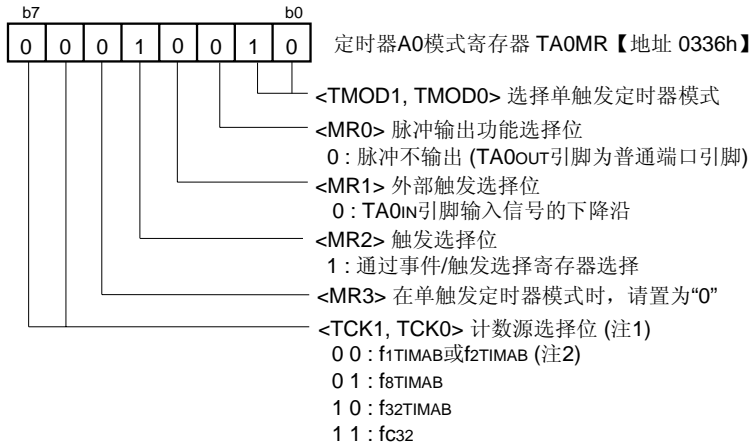 b7 b0
0 0 0 1 0 0 1 0 定时器A0模式寄存器 TA0MR【地址 0336h】
<TMOD1, TMOD0> 选择单触发定时器模式
<MR0> 脉冲输出功能选择位
0 : 脉冲不输出 (TA0OUT引脚为普通端口引脚)
<MR1> 外部触发选择位
0 : TA0IN引脚输入信号的下降沿
<MR2> 触发选择位
1 : 通过事件/触发选择寄存器选择
<MR3> 在单触发定时器模式时，请置为“0”
<TCK1, TCK0> 计数源选择位 (注1)
0 0 : f1TIMAB或f2TIMAB (注2)
0 1 : f8TIMAB
1 0 : f32TIMAB
1 1 : fC32